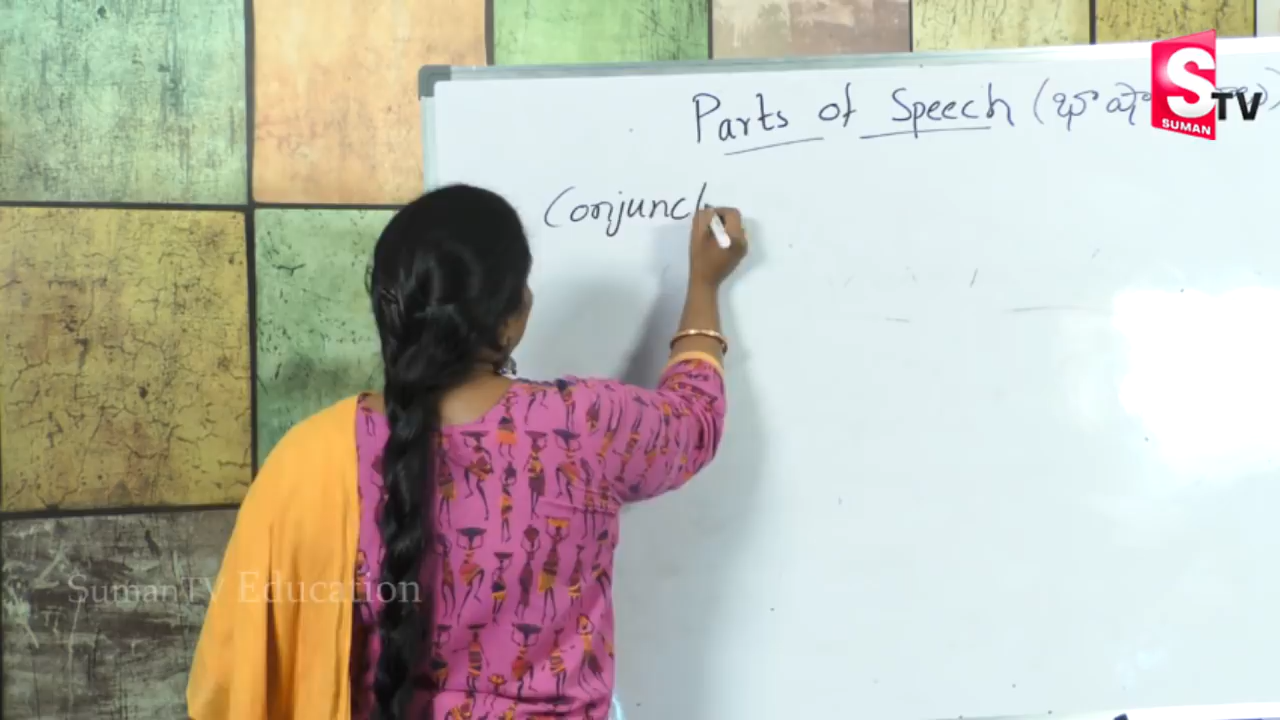 Parts of Speech (భాషా
Conjunct
S TV
SUMAN
SumanTV Education